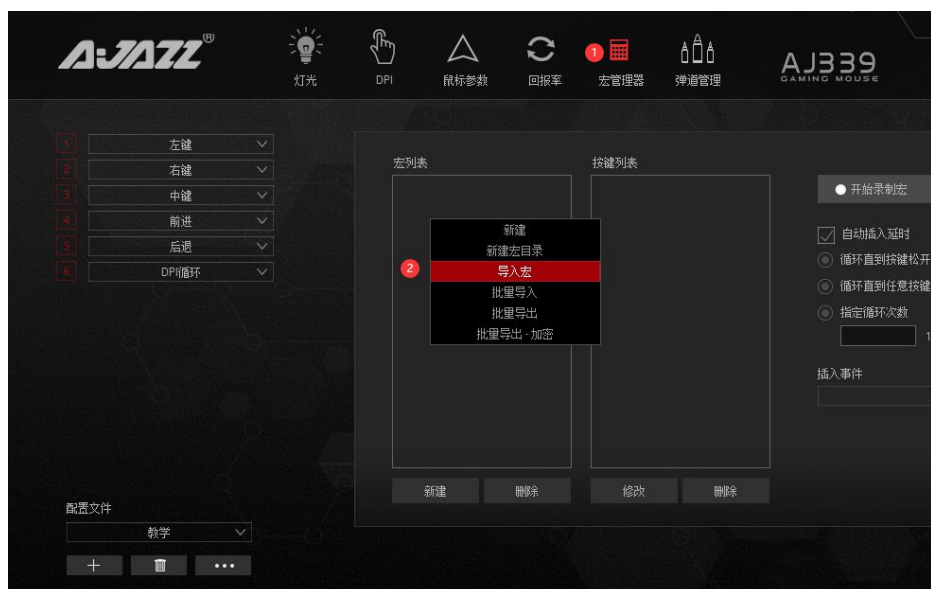 A·JAZZ®
灯光
DPI
鼠标参数
回报率
1
宏管理器
弹道管理
AJ339
GAMING MOUSE
1 左键
2 右键
3 中键
4 前进
5 后退
6 DPI循环
宏列表
按键列表
新建
新建宏目录
2 导入宏
批量导入
批量导出
批量导出 - 加密
新建
删除
修改
删除
开始录制宏
自动插入延时
循环直到按键松开
循环直到任意按键
指定循环次数
1
插入事件
配置文件
教学